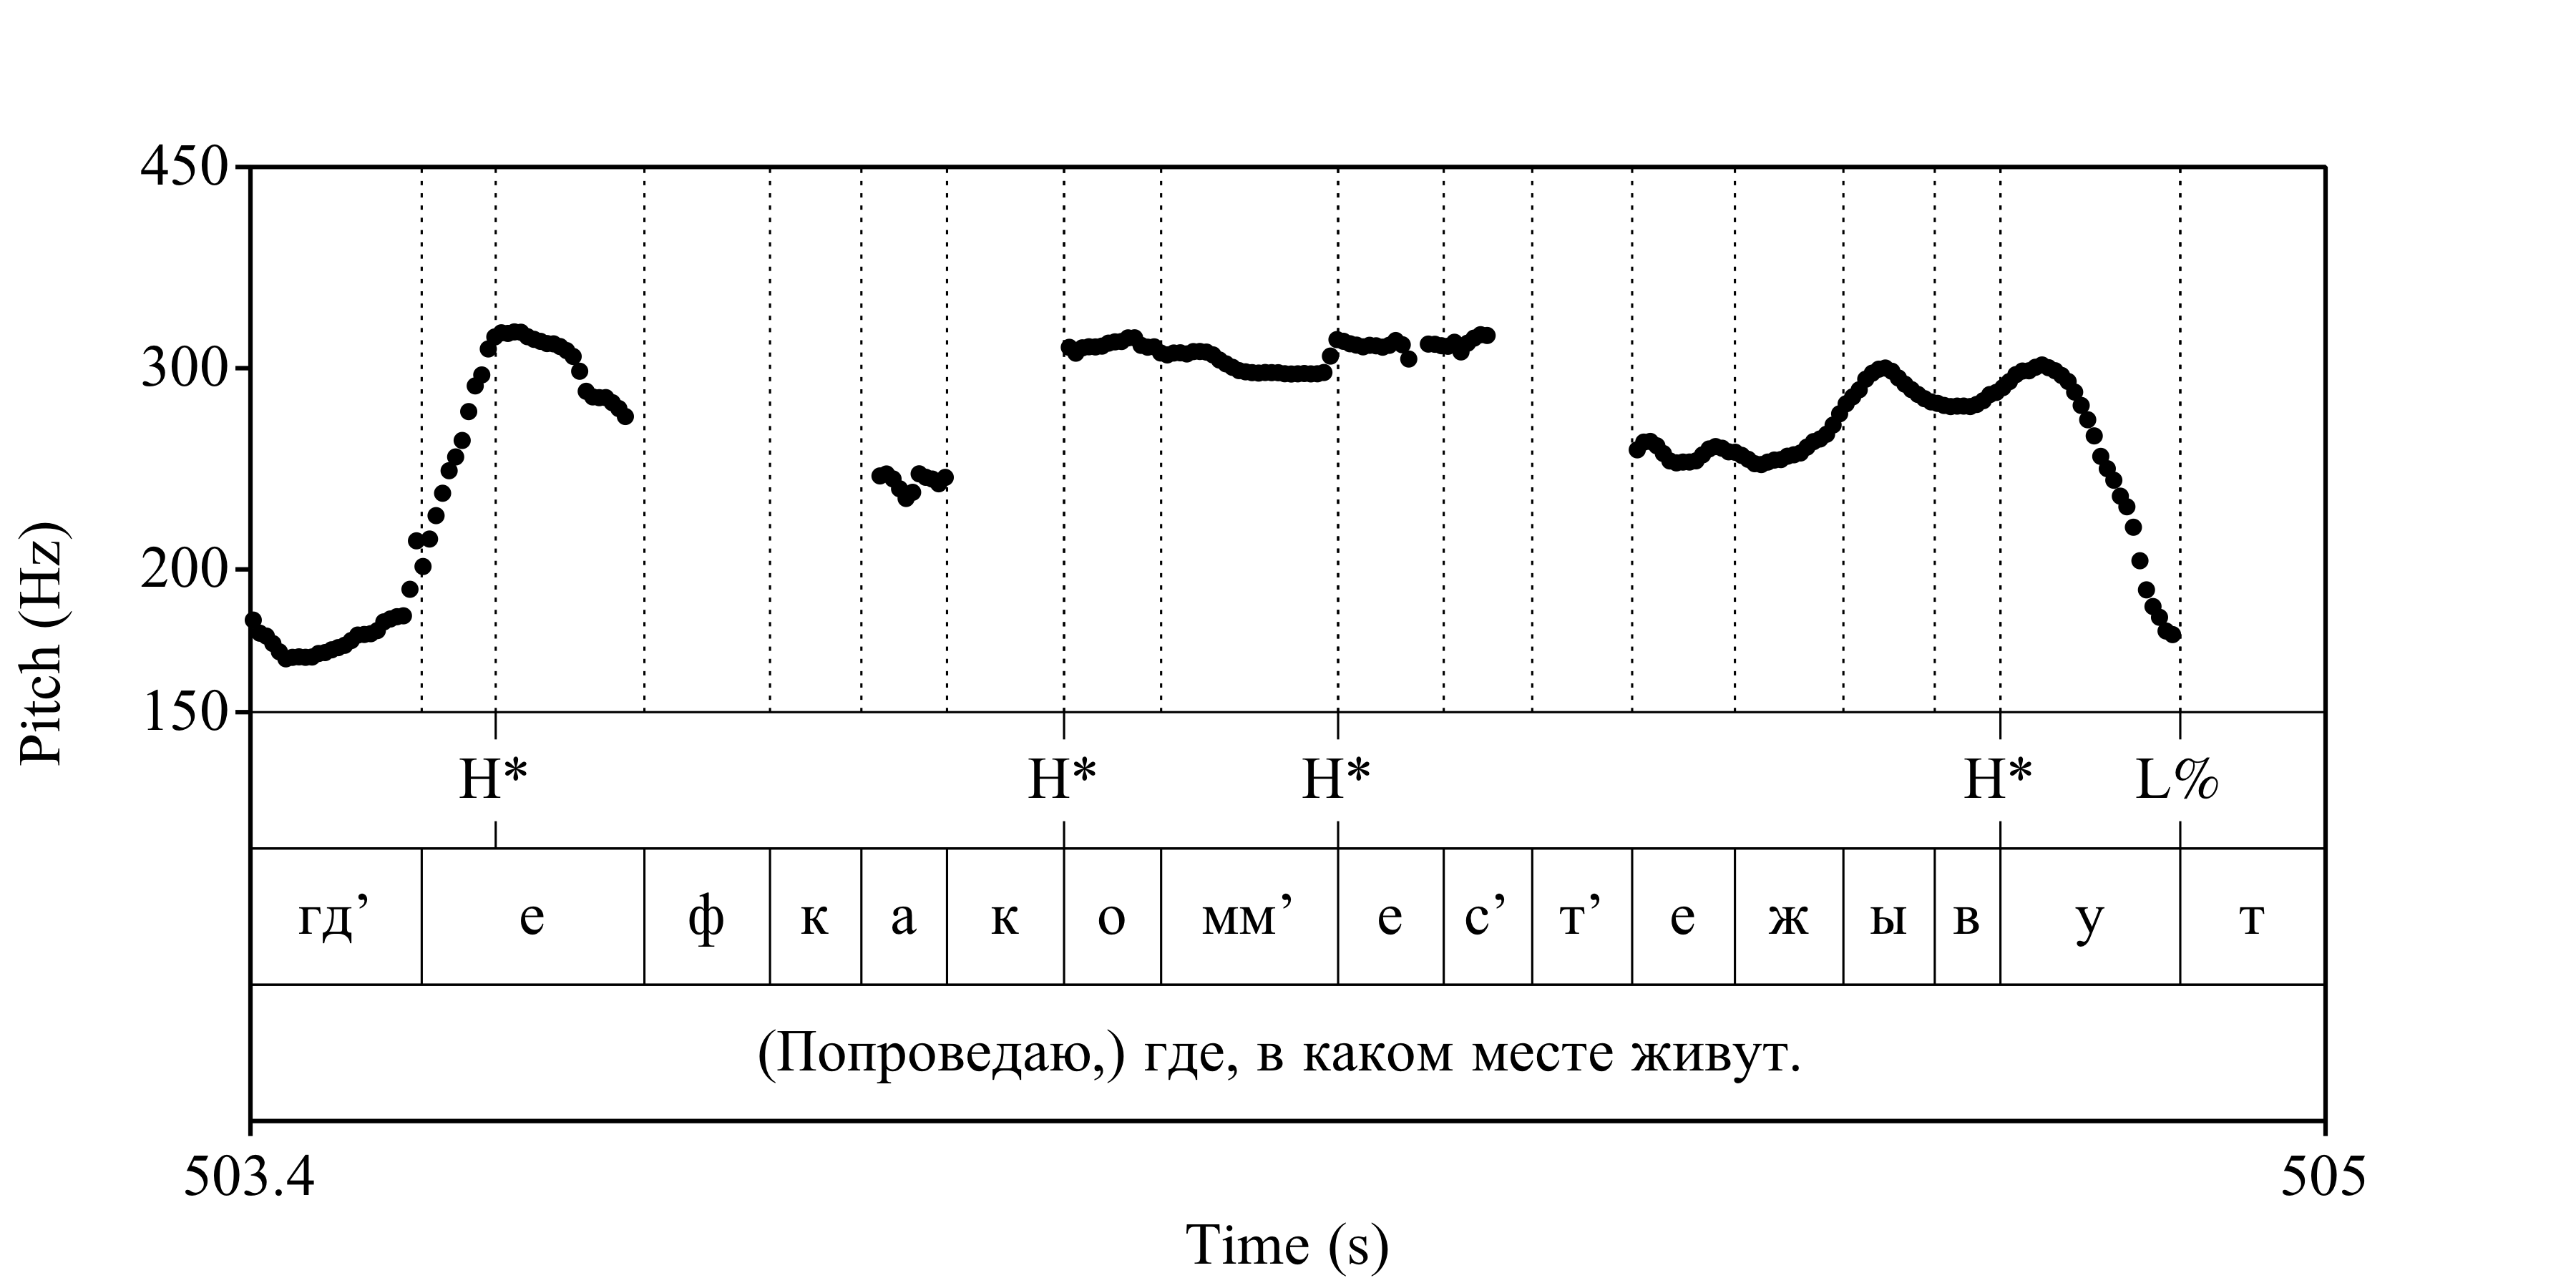 450
300
200
150
Pitch (Hz)
H* H* H* H* L%
гд’ е ф к а к о мм’ е с’ т’ е ж ы в у т
(Попроведаю,) где, в каком месте живут.
503.4 505
Time (s)